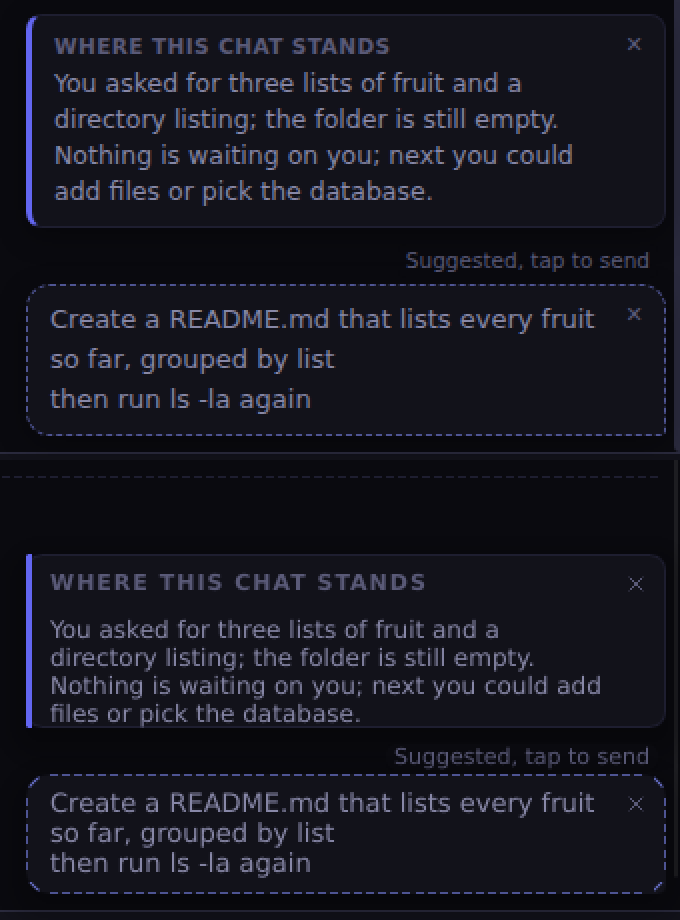 WHERE THIS CHAT STANDS ×
You asked for three lists of fruit and a
directory listing; the folder is still empty.
Nothing is waiting on you; next you could
add files or pick the database.
Suggested, tap to send
Create a README.md that lists every fruit ×
so far, grouped by list
then run ls -la again
WHERE THIS CHAT STANDS ×
You asked for three lists of fruit and a
directory listing; the folder is still empty.
Nothing is waiting on you; next you could add
files or pick the database.
Suggested, tap to send
Create a README.md that lists every fruit ×
so far, grouped by list
then run ls -la again